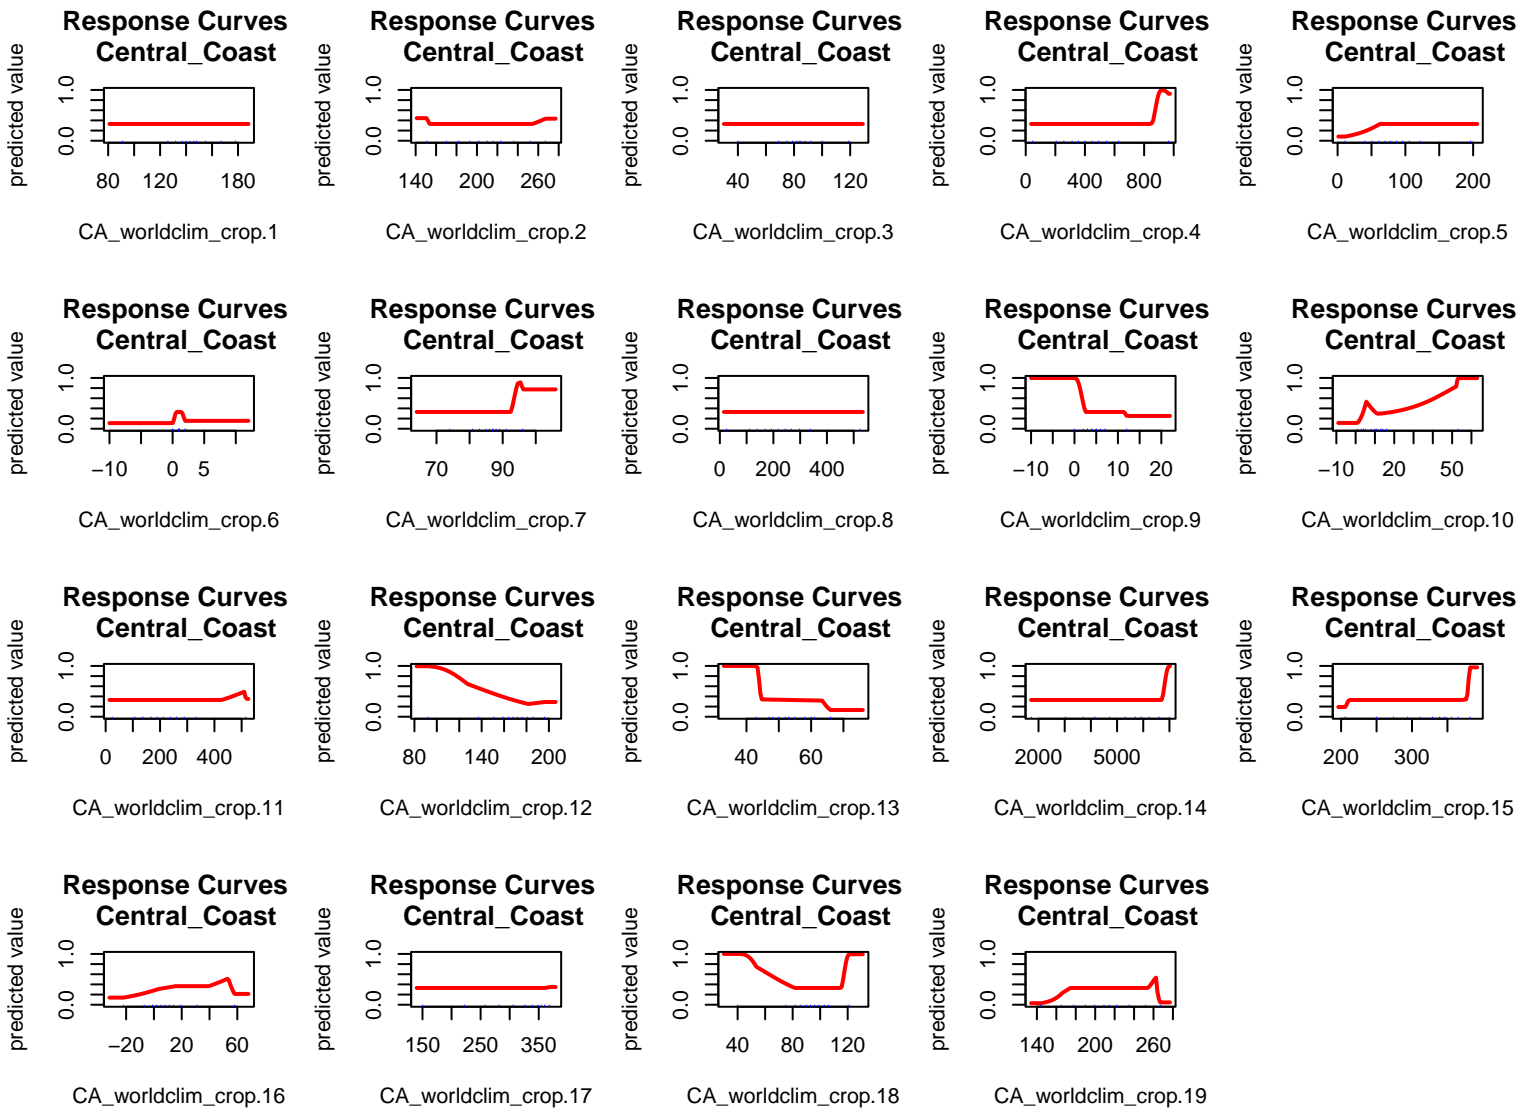 Response Curves
Central_Coast
predicted value
0.0 1.0
80 120 180
CA_worldclim_crop.1
Response Curves
Central_Coast
predicted value
0.0 1.0
140 200 260
CA_worldclim_crop.2
Response Curves
Central_Coast
predicted value
0.0 1.0
40 80 120
CA_worldclim_crop.3
Response Curves
Central_Coast
predicted value
0.0 1.0
0 400 800
CA_worldclim_crop.4
Response Curves
Central_Coast
predicted value
0.0 1.0
0 100 200
CA_worldclim_crop.5
Response Curves
Central_Coast
predicted value
0.0 1.0
−10 0 5
CA_worldclim_crop.6
Response Curves
Central_Coast
predicted value
0.0 1.0
70 90
CA_worldclim_crop.7
Response Curves
Central_Coast
predicted value
0.0 1.0
0 200 400
CA_worldclim_crop.8
Response Curves
Central_Coast
predicted value
0.0 1.0
−10 0 10 20
CA_worldclim_crop.9
Response Curves
Central_Coast
predicted value
0.0 1.0
−10 20 50
CA_worldclim_crop.10
Response Curves
Central_Coast
predicted value
0.0 1.0
0 200 400
CA_worldclim_crop.11
Response Curves
Central_Coast
predicted value
0.0 1.0
80 140 200
CA_worldclim_crop.12
Response Curves
Central_Coast
predicted value
0.0 1.0
40 60
CA_worldclim_crop.13
Response Curves
Central_Coast
predicted value
0.0 1.0
2000 5000
CA_worldclim_crop.14
Response Curves
Central_Coast
predicted value
0.0 1.0
200 300
CA_worldclim_crop.15
Response Curves
Central_Coast
predicted value
0.0 1.0
−20 20 60
CA_worldclim_crop.16
Response Curves
Central_Coast
predicted value
0.0 1.0
150 250 350
CA_worldclim_crop.17
Response Curves
Central_Coast
predicted value
0.0 1.0
40 80 120
CA_worldclim_crop.18
Response Curves
Central_Coast
predicted value
0.0 1.0
140 200 260
CA_worldclim_crop.19